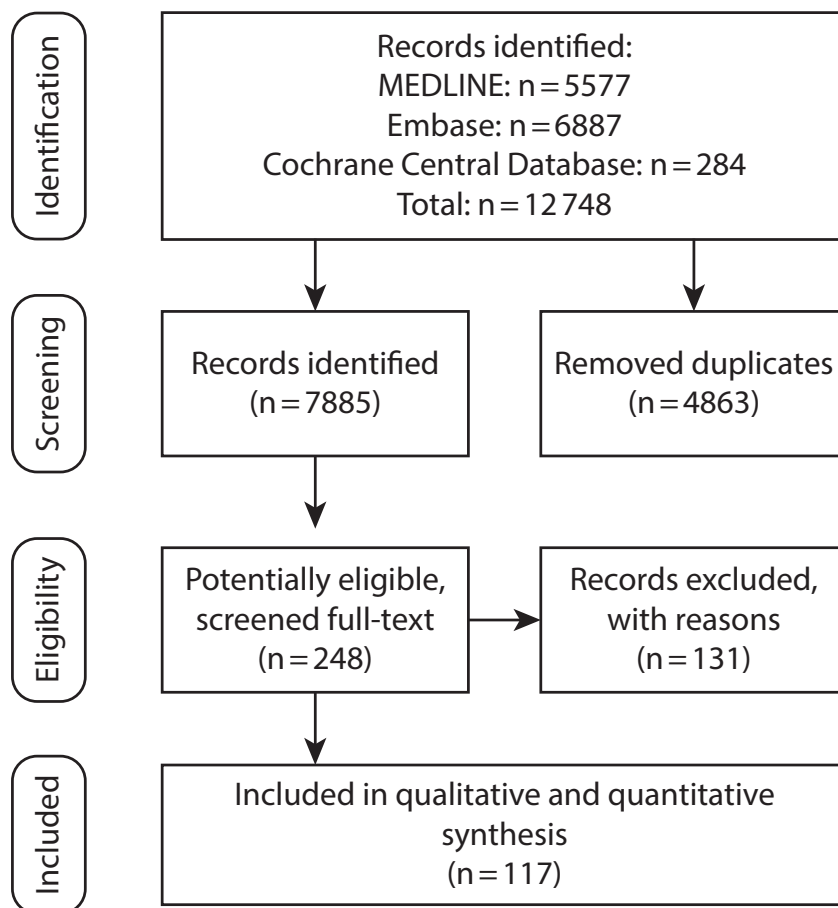 Identification
Records identified:
MEDLINE: n = 5577
Embase: n = 6887
Cochrane Central Database: n = 284
Total: n = 12 748
Screening
Records identified
(n = 7885)
Removed duplicates
(n = 4863)
Eligibility
Potentially eligible,
screened full-text
(n = 248)
Records excluded,
with reasons
(n = 131)
Included
Included in qualitative and quantitative
synthesis
(n = 117)